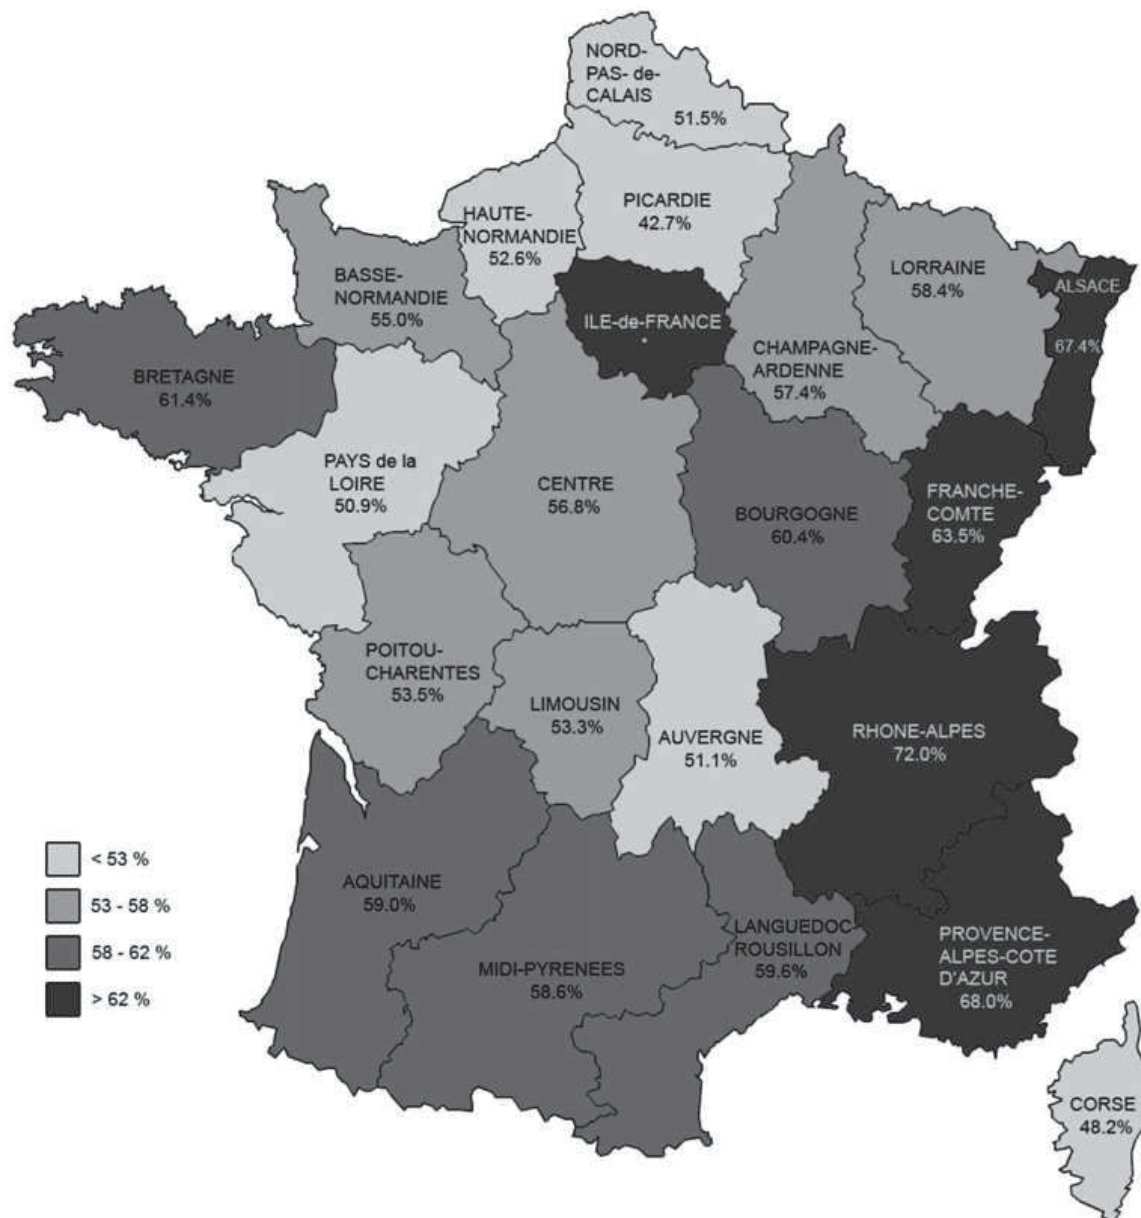 NORD-
PAS- de-
CALAIS
51.5%
PICARDIE
42.7%
HAUTE-
NORMANDIE
52.6%
BASSE-
NORMANDIE
55.0%
LORRAINE
58.4%
ALSACE
67.4%
ILE-de-FRANCE
CHAMPAGNE-
ARDENNE
57.4%
BRETAGNE
61.4%
PAYS de la
LOIRE
50.9%
CENTRE
56.8%
BOURGOGNE
60.4%
FRANCHE-
COMTE
63.5%
POITOU-
CHARENTES
53.5%
LIMOUSIN
53.3%
AUVERGNE
51.1%
RHONE-ALPES
72.0%
< 53 %
53 - 58 %
58 - 62 %
> 62 %
AQUITAINE
59.0%
MIDI-PYRENEES
58.6%
LANGUEDOC-
ROUSILLON
59.6%
PROVENCE-
ALPES-COTE
D'AZUR
68.0%
CORSE
48.2%